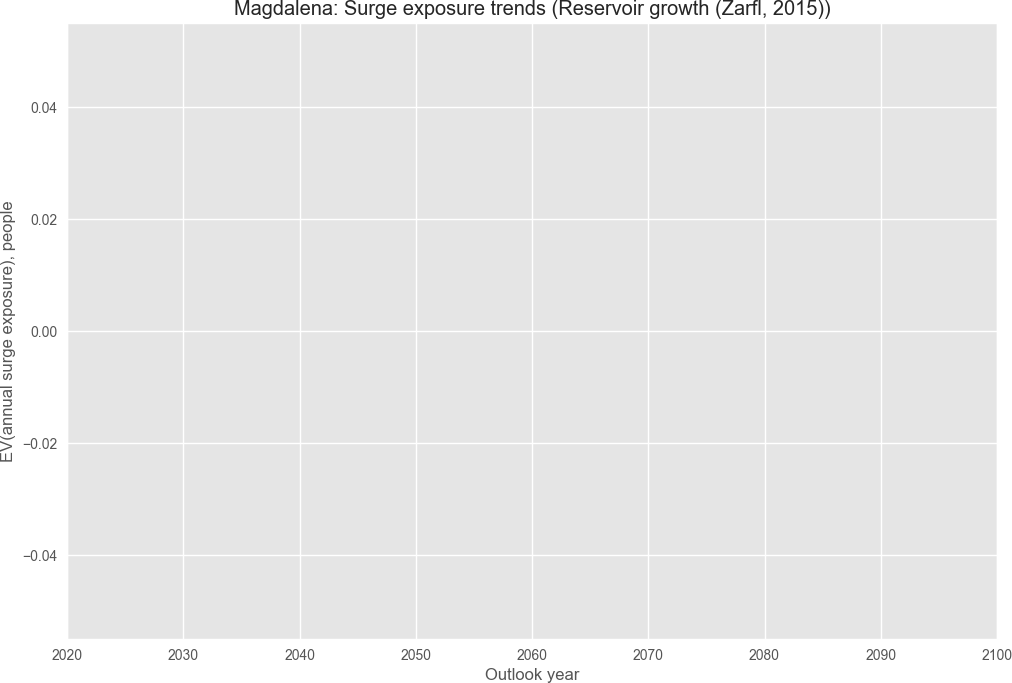 Magdalena: Surge exposure trends (Reservoir growth (Zarfl, 2015))
EV(annual surge exposure), people
0.04
0.02
0.00
−0.02
−0.04
2020 2030 2040 2050 2060 2070 2080 2090 2100
Outlook year